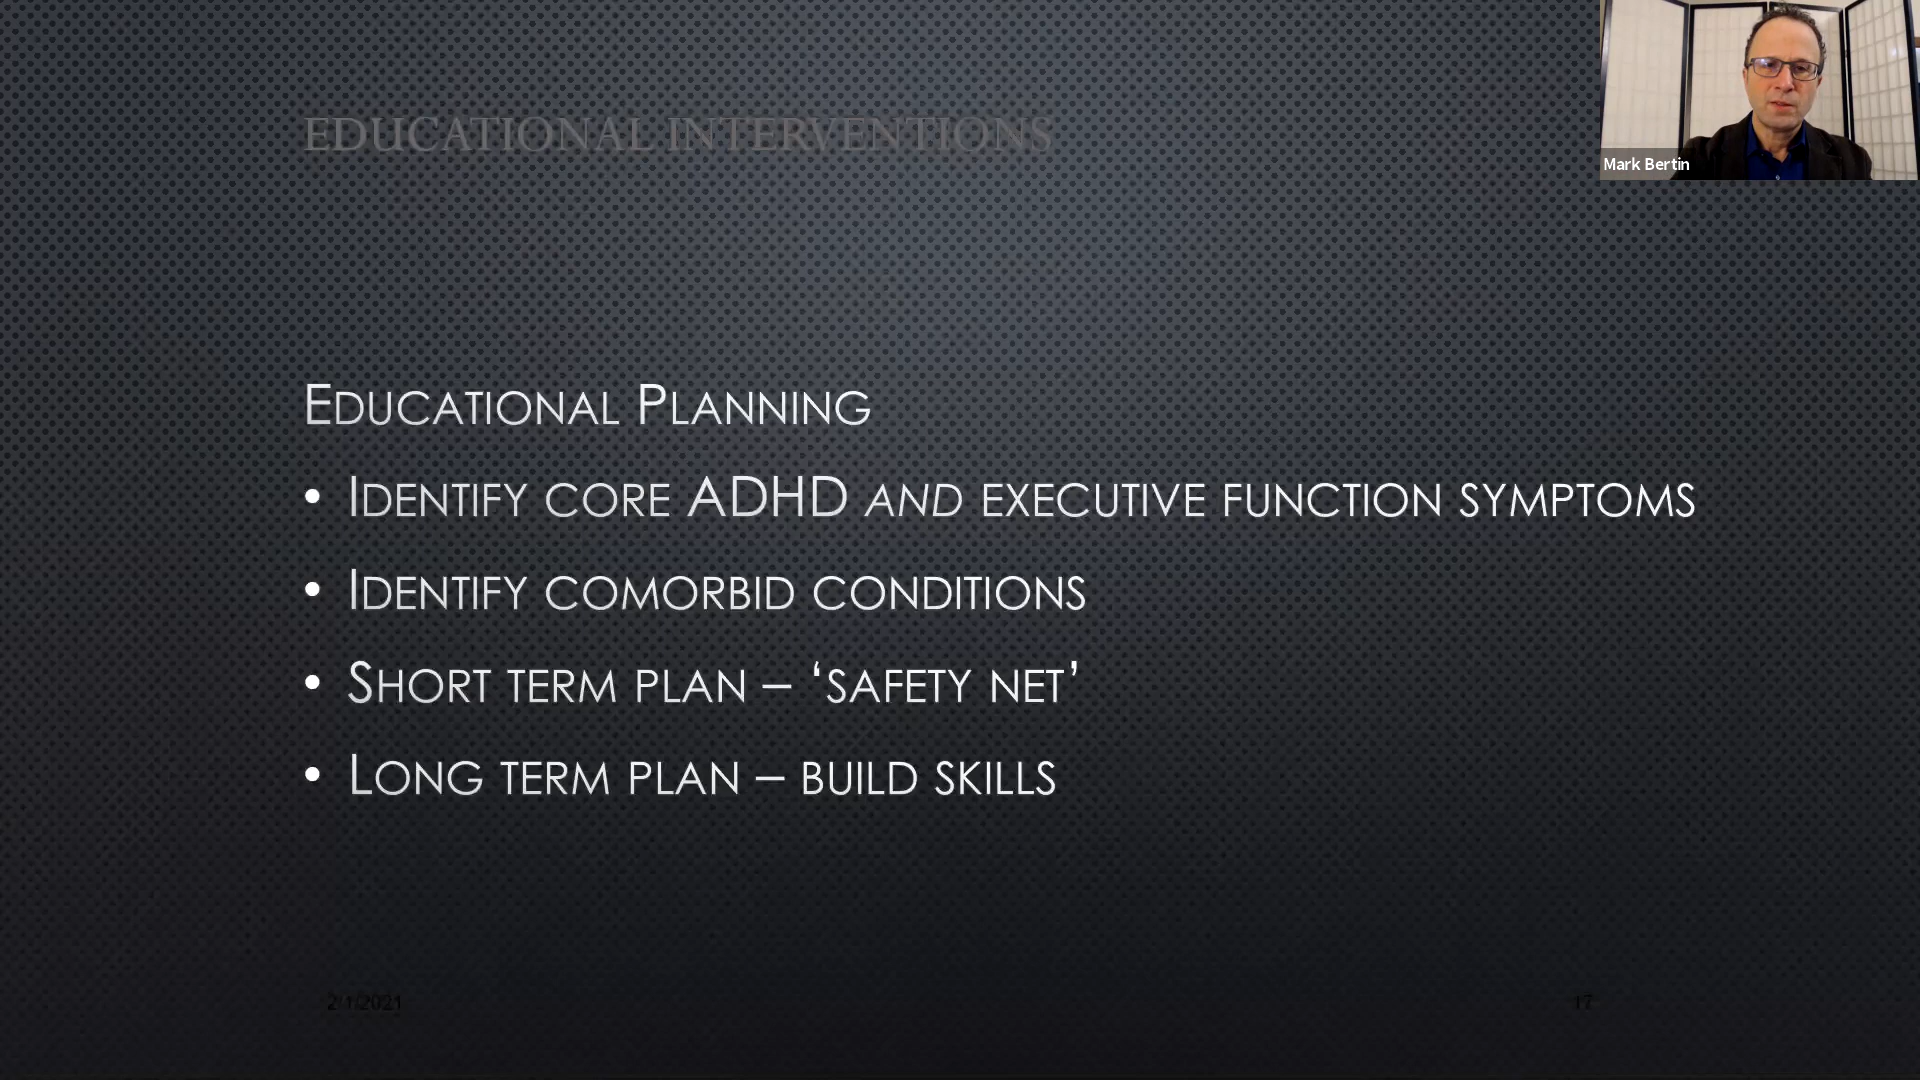 EDUCATIONAL INTERVENTIONS
Mark Bertin
EDUCATIONAL PLANNING
• IDENTIFY CORE ADHD AND EXECUTIVE FUNCTION SYMPTOMS
• IDENTIFY COMORBID CONDITIONS
• SHORT TERM PLAN – ‘SAFETY NET’
• LONG TERM PLAN – BUILD SKILLS
2/1/2021
17